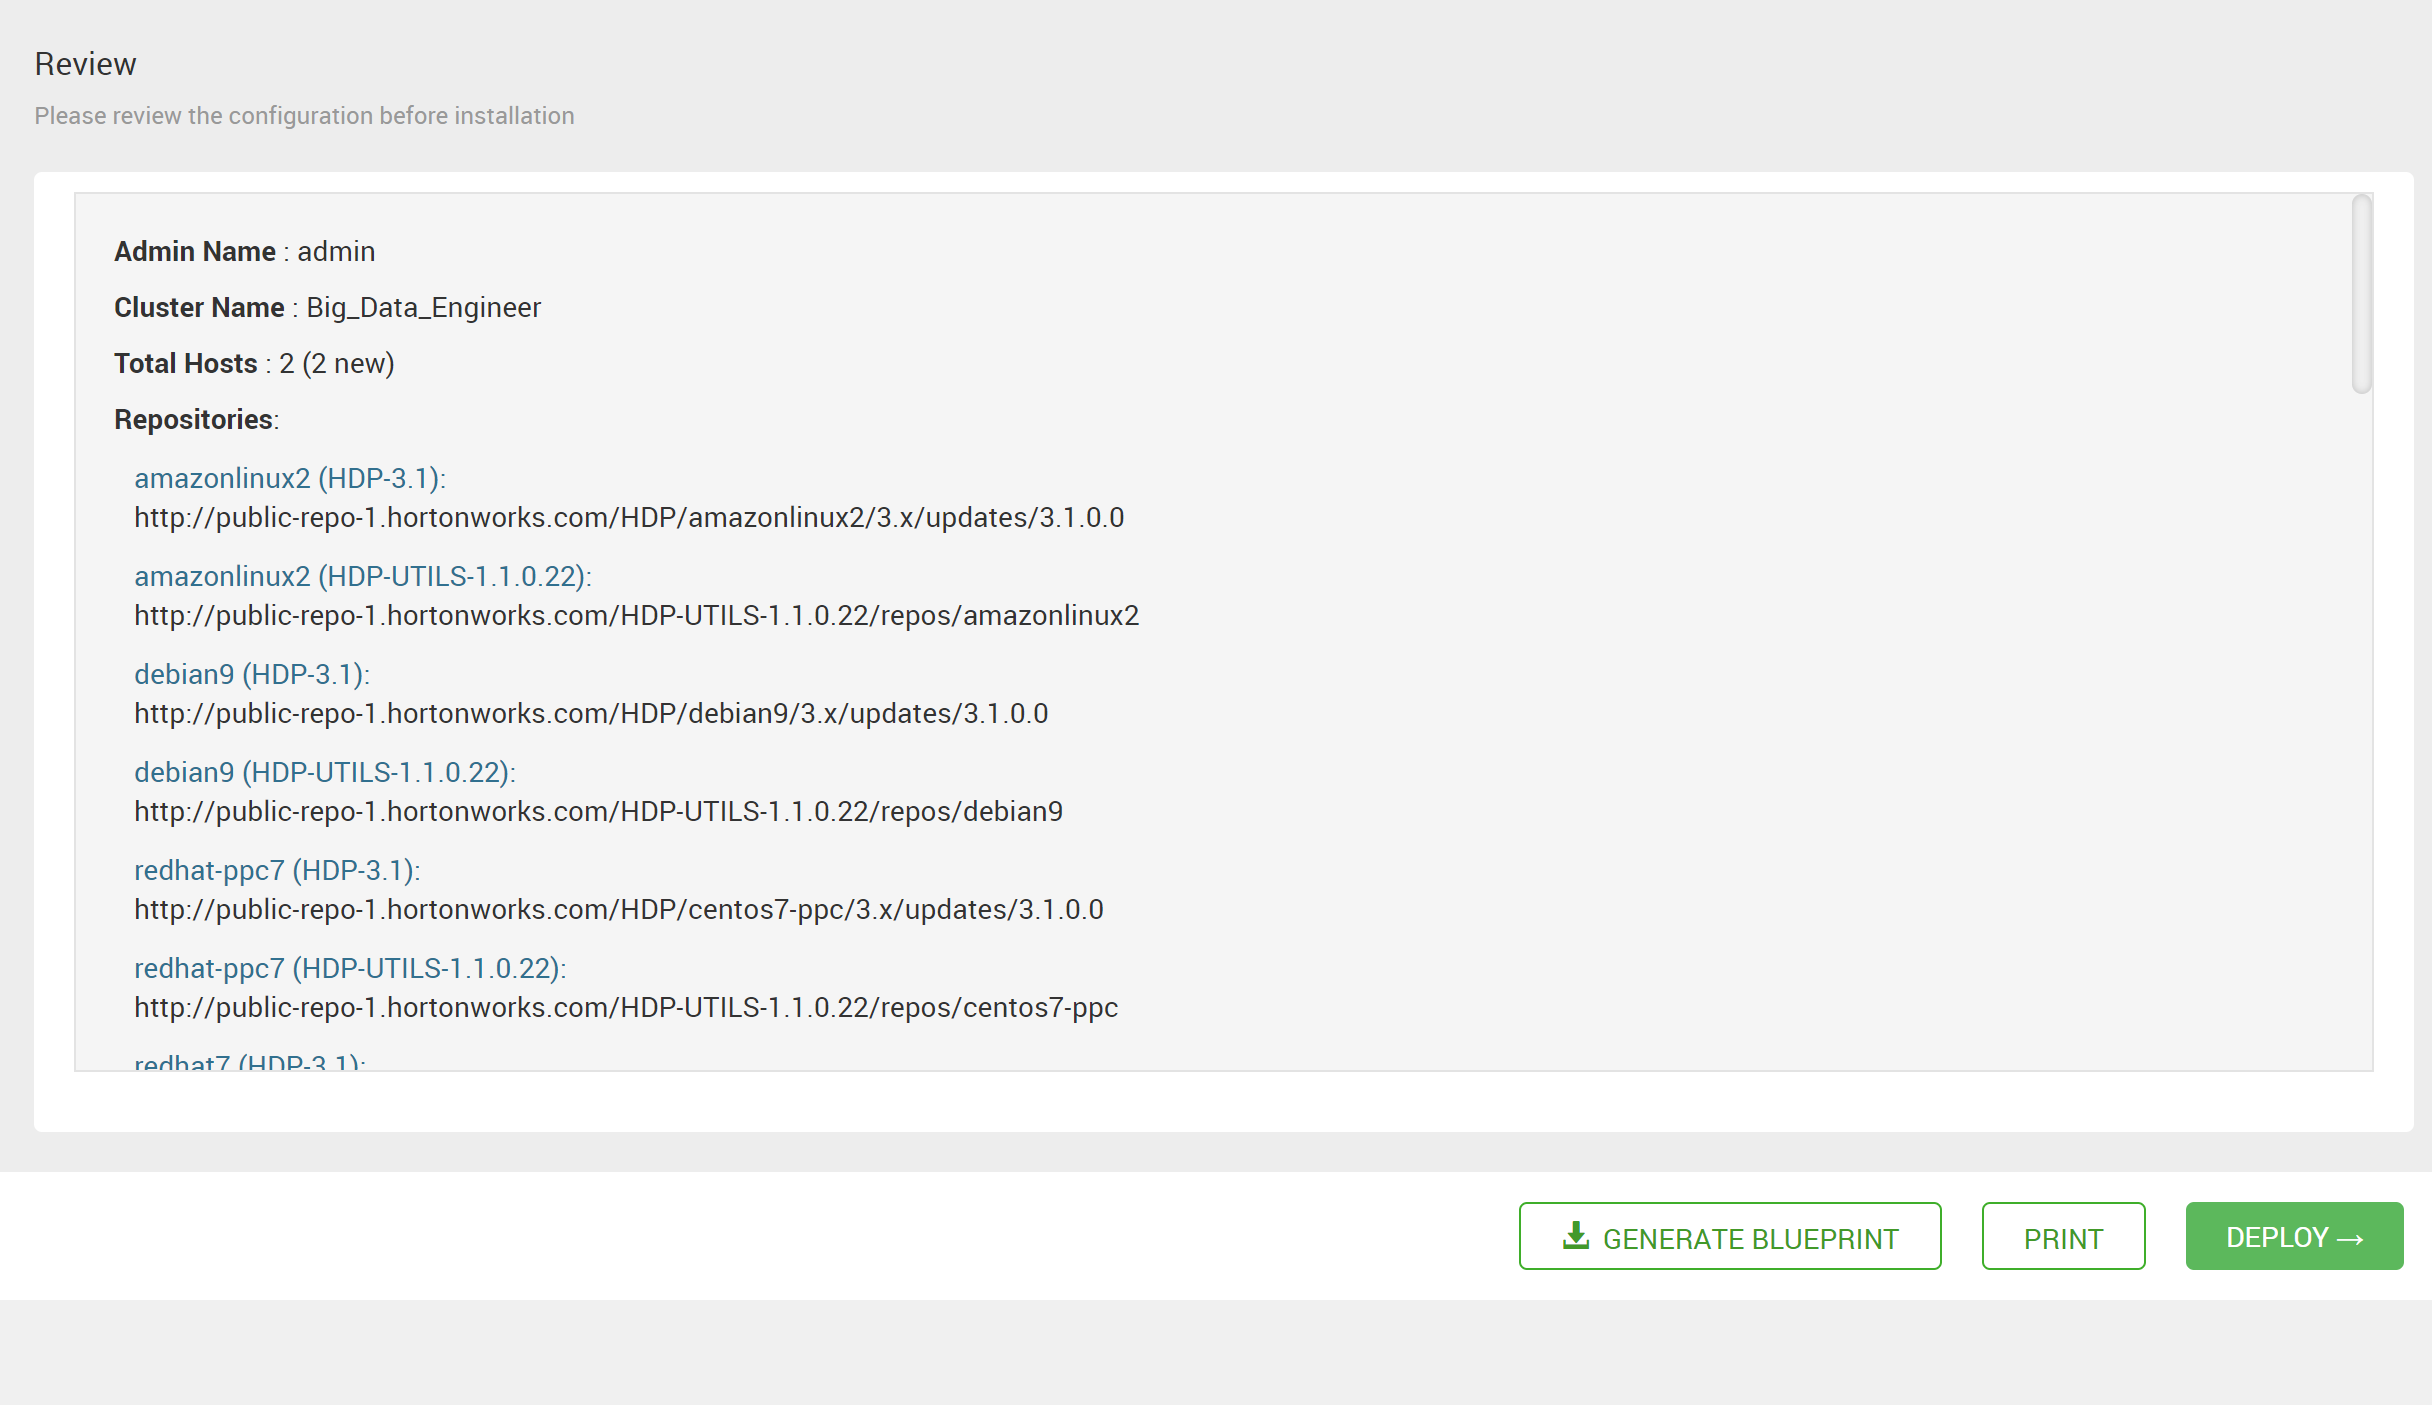 Review
Please review the configuration before installation
Admin Name : admin
Cluster Name : Big_Data_Engineer
Total Hosts : 2 (2 new)
Repositories:
amazonlinux2 (HDP-3.1):
http://public-repo-1.hortonworks.com/HDP/amazonlinux2/3.x/updates/3.1.0.0
amazonlinux2 (HDP-UTILS-1.1.0.22):
http://public-repo-1.hortonworks.com/HDP-UTILS-1.1.0.22/repos/amazonlinux2
debian9 (HDP-3.1):
http://public-repo-1.hortonworks.com/HDP/debian9/3.x/updates/3.1.0.0
debian9 (HDP-UTILS-1.1.0.22):
http://public-repo-1.hortonworks.com/HDP-UTILS-1.1.0.22/repos/debian9
redhat-ppc7 (HDP-3.1):
http://public-repo-1.hortonworks.com/HDP/centos7-ppc/3.x/updates/3.1.0.0
redhat-ppc7 (HDP-UTILS-1.1.0.22):
http://public-repo-1.hortonworks.com/HDP-UTILS-1.1.0.22/repos/centos7-ppc
redhat7 (HDP-3.1):
GENERATE BLUEPRINT
PRINT
DEPLOY →